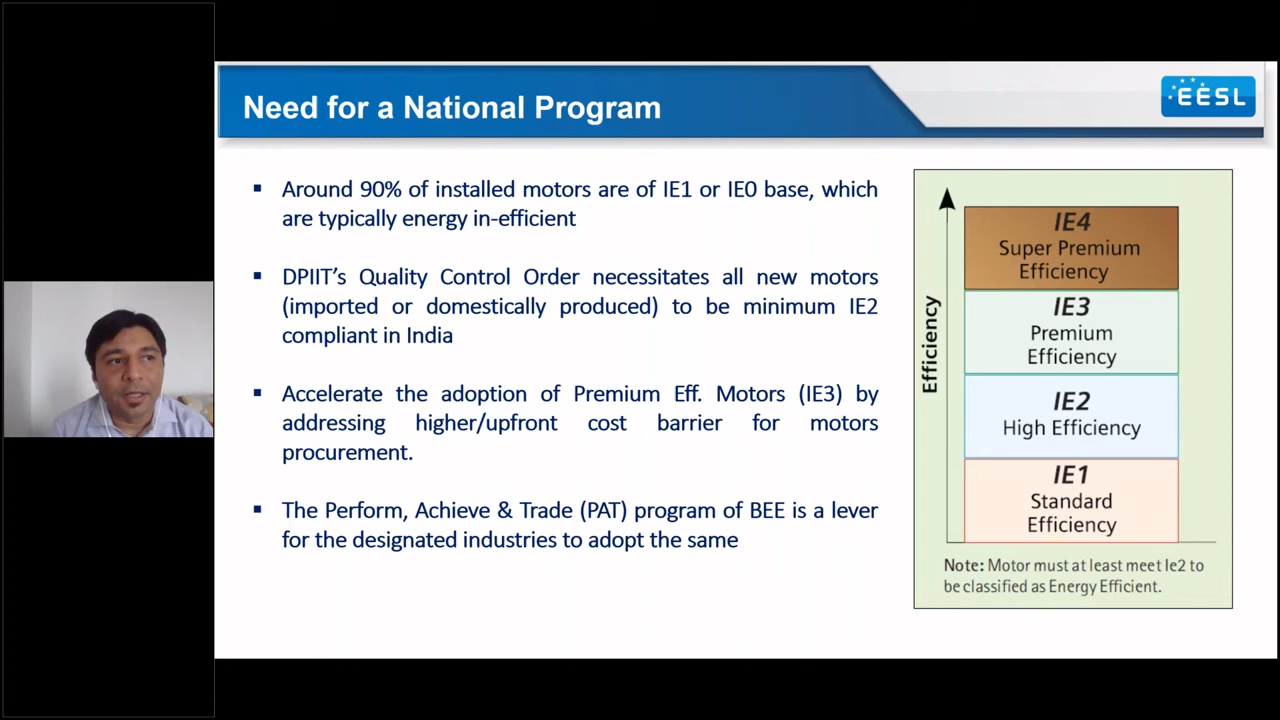 Need for a National Program
EESL
▪ Around 90% of installed motors are of IE1 or IE0 base, which
are typically energy in-efficient
▪ DPIIT's Quality Control Order necessitates all new motors
(imported or domestically produced) to be minimum IE2
compliant in India
▪ Accelerate the adoption of Premium Eff. Motors (IE3) by
addressing higher/upfront cost barrier for motors
procurement.
▪ The Perform, Achieve & Trade (PAT) program of BEE is a lever
for the designated industries to adopt the same
Efficiency
IE4
Super Premium
Efficiency
IE3
Premium
Efficiency
IE2
High Efficiency
IE1
Standard
Efficiency
Note: Motor must at least meet Ie2 to
be classified as Energy Efficient.